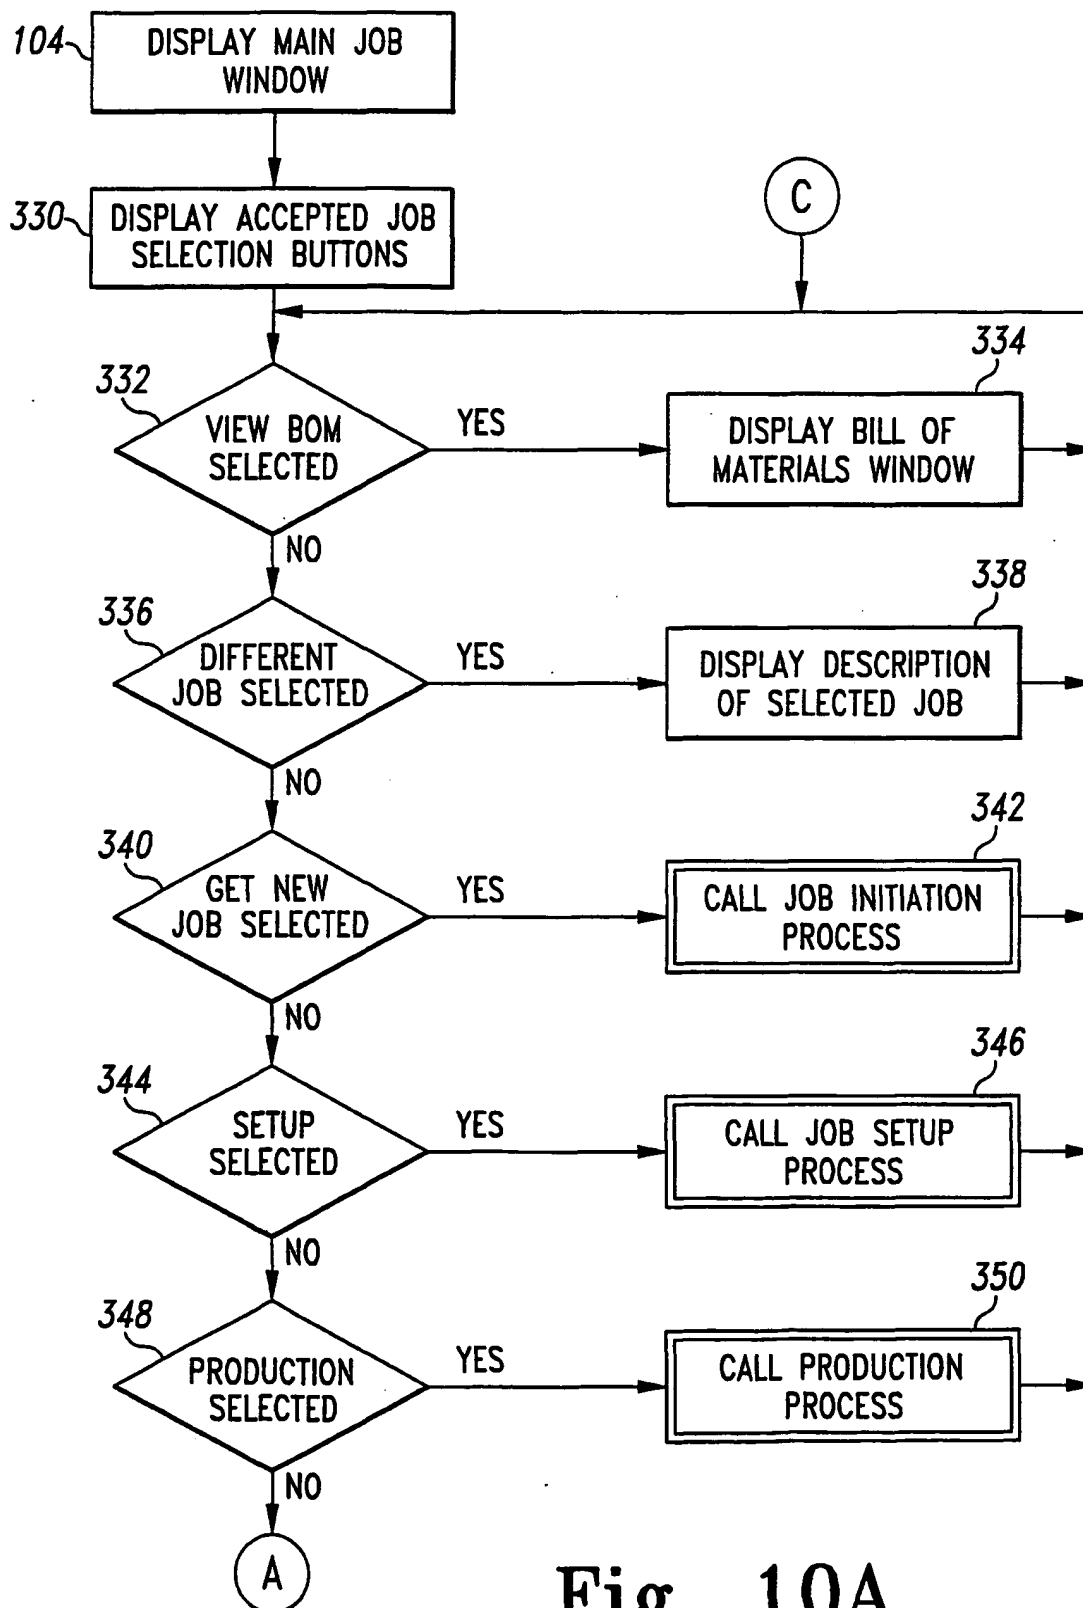 104
DISPLAY MAIN JOB
WINDOW
330
DISPLAY ACCEPTED JOB
SELECTION BUTTONS
C
332
VIEW BOM
SELECTED
YES
334
DISPLAY BILL OF
MATERIALS WINDOW
NO
336
DIFFERENT
JOB SELECTED
YES
338
DISPLAY DESCRIPTION
OF SELECTED JOB
NO
340
GET NEW
JOB SELECTED
YES
342
CALL JOB INITIATION
PROCESS
NO
344
SETUP
SELECTED
YES
346
CALL JOB SETUP
PROCESS
NO
348
PRODUCTION
SELECTED
YES
350
CALL PRODUCTION
PROCESS
NO
A
Fig. 10A